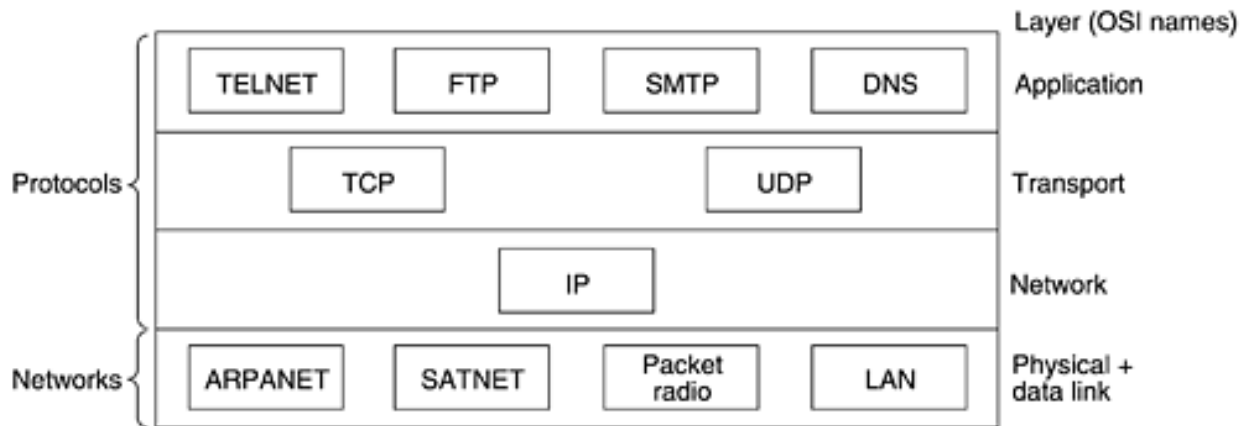 Layer (OSI names)
TELNET FTP SMTP DNS Application
Protocols TCP UDP Transport
IP Network
Networks ARPANET SATNET Packet
radio LAN Physical +
data link